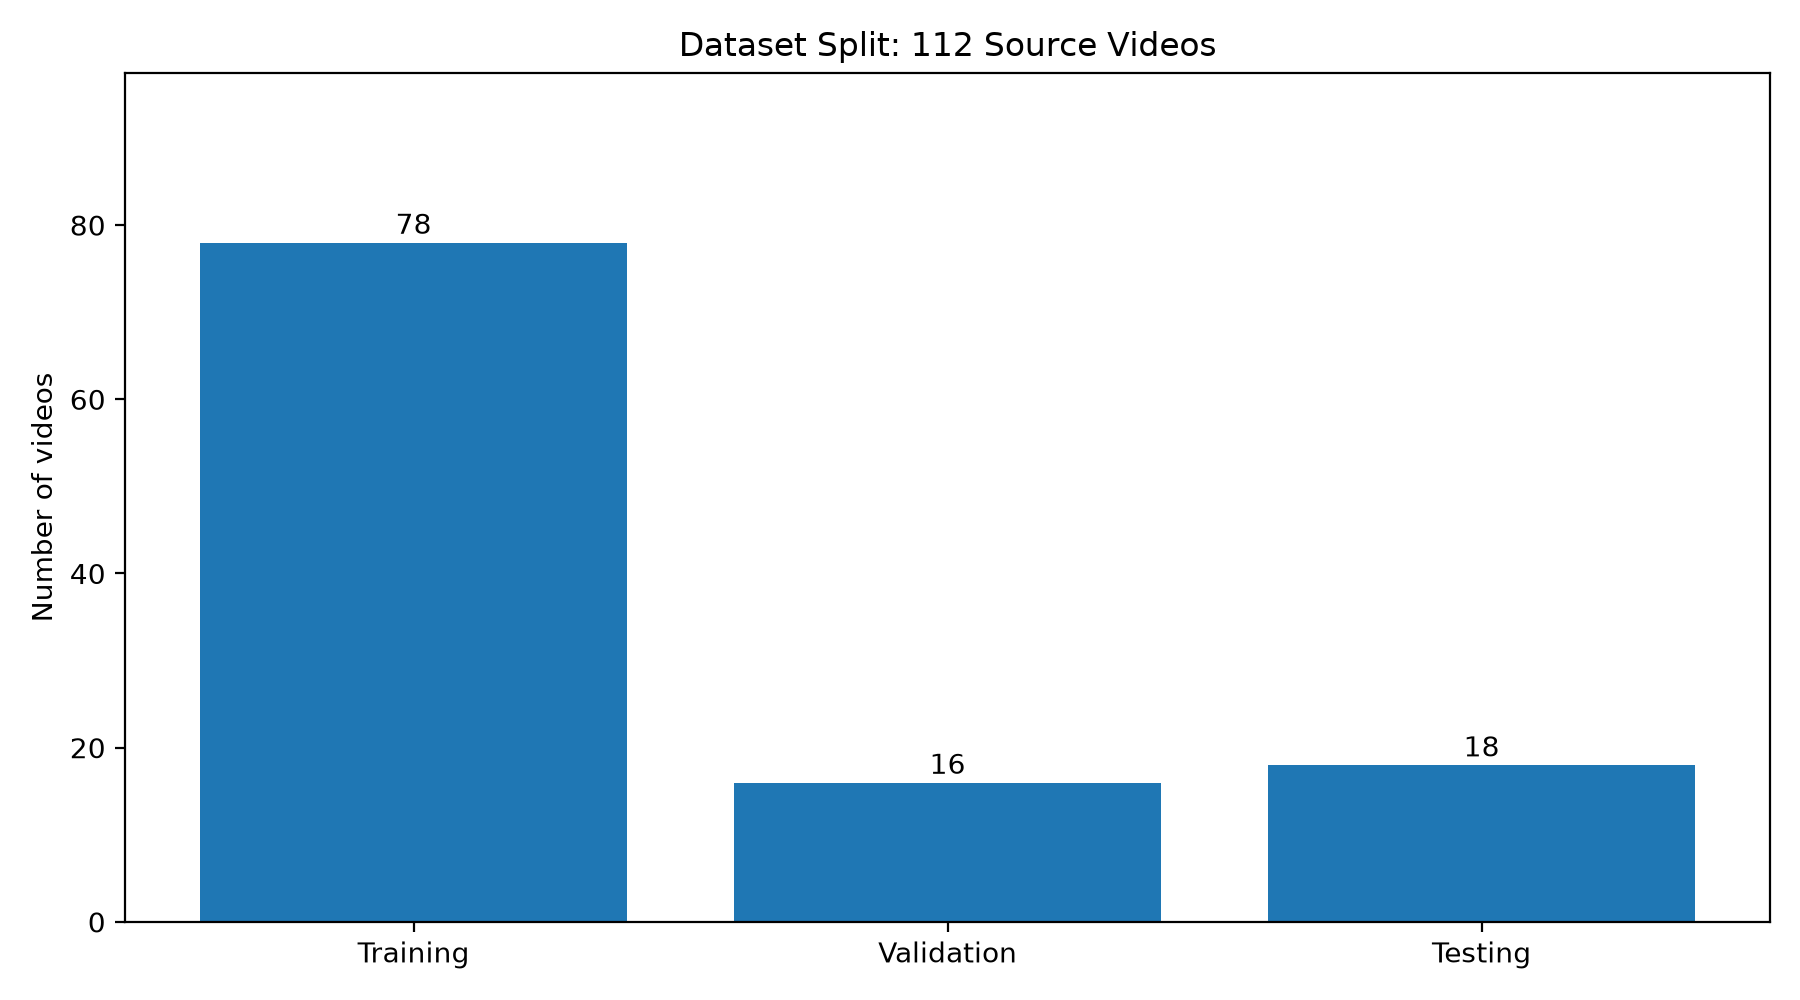 Dataset Split: 112 Source Videos
Number of videos
80
60
40
20
0
78
16
18
Training
Validation
Testing